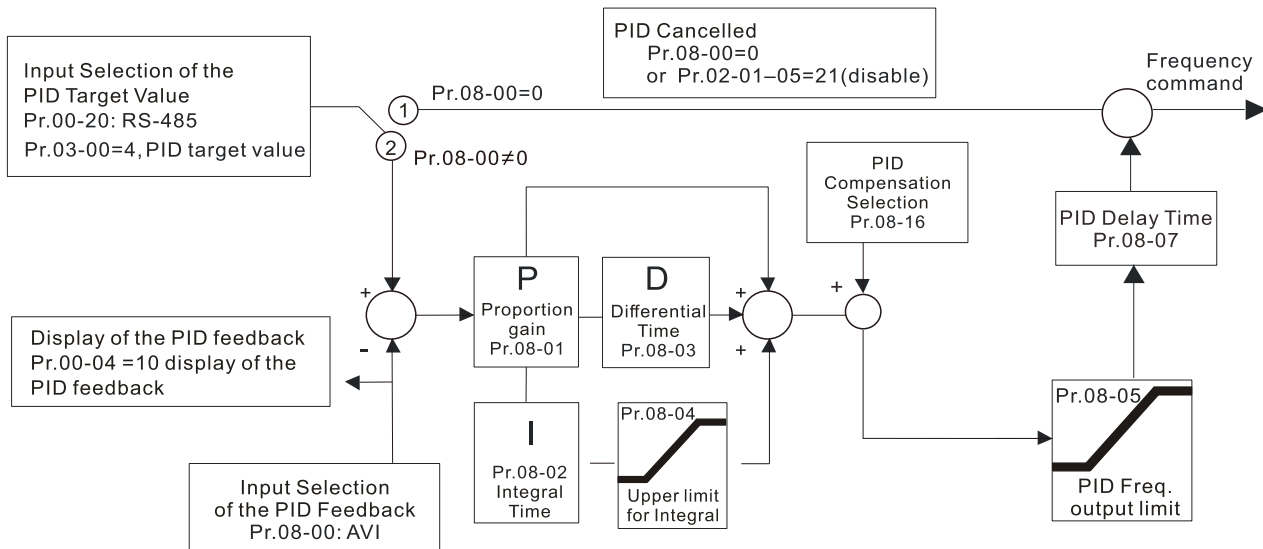 PID Cancelled
Pr.08-00=0
or Pr.02-01–05=21(disable)
Frequency
command
Input Selection of the
PID Target Value
Pr.00-20: RS-485
Pr.03-00=4, PID target value
1
Pr.08-00=0
2
Pr.08-00≠0
PID
Compensation
Selection
Pr.08-16
PID Delay Time
Pr.08-07
+
-
P
Proportion
gain
Pr.08-01
D
Differential
Time
Pr.08-03
+
+
+
Display of the PID feedback
Pr.00-04 =10 display of the
PID feedback
I
Pr.08-02
Integral
Time
Pr.08-04
Upper limit
for Integral
Pr.08-05
PID Freq.
output limit
Input Selection
of the PID Feedback
Pr.08-00: AVI